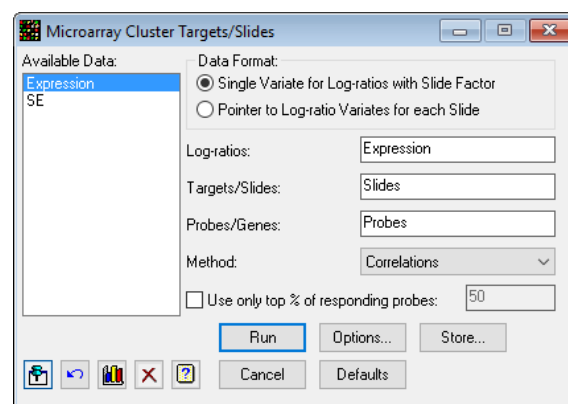 Microarray Cluster Targets/Slides
Available Data:
Expression
SE
Data Format:
Single Variate for Log-ratios with Slide Factor
Pointer to Log-ratio Variates for each Slide
Log-ratios: Expression
Targets/Slides: Slides
Probes/Genes: Probes
Method: Correlations
Use only top % of responding probes: 50
Run Options... Store...
Cancel Defaults